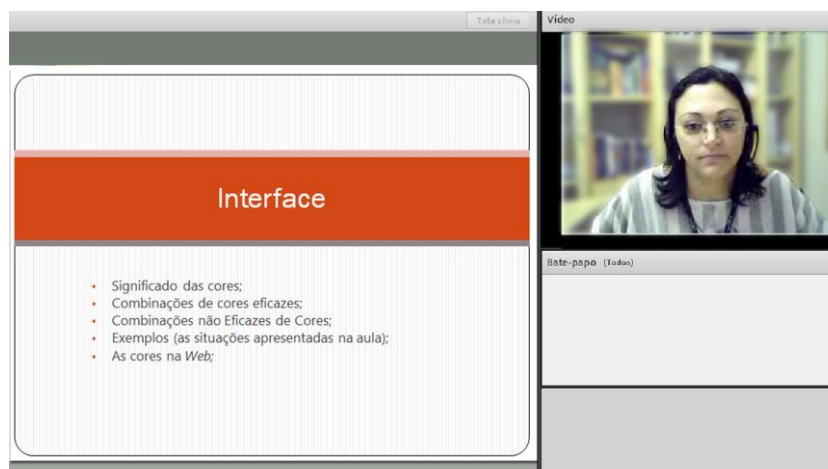 Tela cheia
Vídeo
Interface
• Significado das cores;
• Combinações de cores eficazes;
• Combinações não Eficazes de Cores;
• Exemplos (as situações apresentadas na aula);
• As cores na Web;
Bate-papo (Todos)